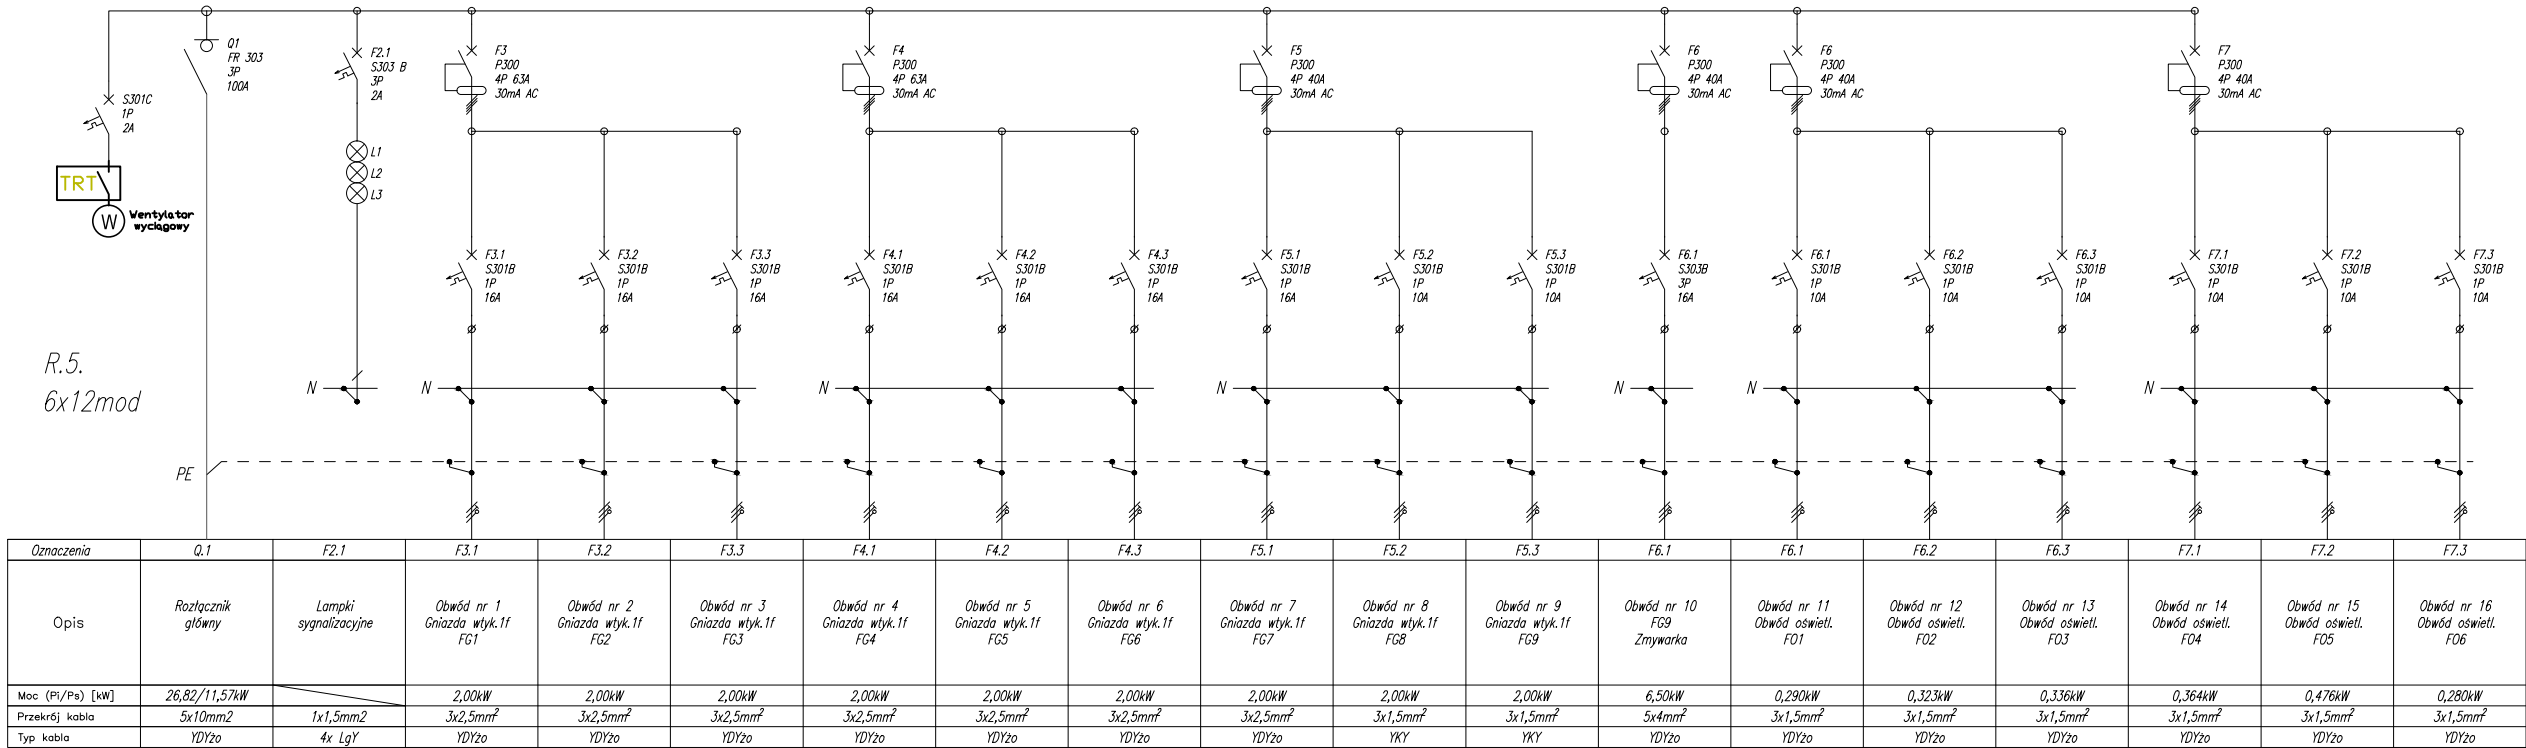 Q1
FR 303
3P
100A
F2.1
S303 B
3P
2A
F3
P300
4P 63A
30mA AC
F4
P300
4P 63A
30mA AC
F5
P300
4P 40A
30mA AC
F6
P300
4P 40A
30mA AC
F6
P300
4P 40A
30mA AC
F7
P300
4P 40A
30mA AC
S301C
1P
2A
L1
L2
L3
TRT
W
Wentylator
wyciągowy
F3.1
S301B
1P
16A
F3.2
S301B
1P
16A
F3.3
S301B
1P
16A
F4.1
S301B
1P
16A
F4.2
S301B
1P
16A
F4.3
S301B
1P
16A
F5.1
S301B
1P
16A
F5.2
S301B
1P
10A
F5.3
S301B
1P
10A
F6.1
S303B
3P
16A
F6.1
S301B
1P
10A
F6.2
S301B
1P
10A
F6.3
S301B
1P
10A
F7.1
S301B
1P
10A
F7.2
S301B
1P
10A
F7.3
S301B
1P
10A
R.5.
6x12mod
N N N N N N N
PE
Oznaczenia Q.1 F2.1 F3.1 F3.2 F3.3 F4.1 F4.2 F4.3 F5.1 F5.2 F5.3 F6.1 F6.1 F6.2 F6.3 F7.1 F7.2 F7.3
Opis
Rozłącznik
główny
Lampki
sygnalizacyjne
Obwód nr 1
Gniazda wtyk.1f
FG1
Obwód nr 2
Gniazda wtyk.1f
FG2
Obwód nr 3
Gniazda wtyk.1f
FG3
Obwód nr 4
Gniazda wtyk.1f
FG4
Obwód nr 5
Gniazda wtyk.1f
FG5
Obwód nr 6
Gniazda wtyk.1f
FG6
Obwód nr 7
Gniazda wtyk.1f
FG7
Obwód nr 8
Gniazda wtyk.1f
FG8
Obwód nr 9
Gniazda wtyk.1f
FG9
Obwód nr 10
FG9
Zmywarka
Obwód nr 11
Obwód oświetl.
FO1
Obwód nr 12
Obwód oświetl.
FO2
Obwód nr 13
Obwód oświetl.
FO3
Obwód nr 14
Obwód oświetl.
FO4
Obwód nr 15
Obwód oświetl.
FO5
Obwód nr 16
Obwód oświetl.
FO6
Moc (Pi/Ps) [kW] 26,82/11,57kW 2,00kW 2,00kW 2,00kW 2,00kW 2,00kW 2,00kW 2,00kW 2,00kW 2,00kW 6,50kW 0,290kW 0,323kW 0,336kW 0,364kW 0,476kW 0,280kW
Przekrój kabla 5x10mm2 1x1,5mm2 3x2,5mm² 3x2,5mm² 3x2,5mm² 3x2,5mm² 3x2,5mm² 3x2,5mm² 3x2,5mm² 3x1,5mm² 3x1,5mm² 5x4mm² 3x1,5mm² 3x1,5mm² 3x1,5mm² 3x1,5mm² 3x1,5mm² 3x1,5mm²
Typ kabla YDYżo 4x LgY YDYżo YDYżo YDYżo YDYżo YDYżo YDYżo YDYżo YKY YKY YDYżo YDYżo YDYżo YDYżo YDYżo YDYżo YDYżo